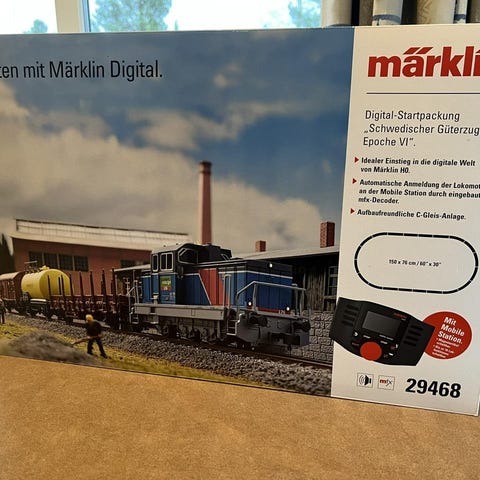 ten mit Märklin Digital.
märkli
Digital-Startpackung
„Schwedischer Güterzug
Epoche VI“.
Idealer Einstieg in die digitale Welt
von Märklin H0.
Automatische Anmeldung der Lokomot
an der Mobile Station durch eingebaut
mfx-Decoder.
Aufbaufreundliche C-Gleis-Anlage.
150 x 76 cm / 60" x 30"
Mit
Mobile
Station.
mfx
29468